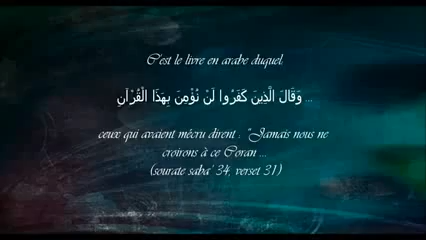 C'est le livre en arabe duquel
وَقَالَ الَّذِينَ كَفَرُوا لَنْ نُؤْمِنَ بِهَذَا الْقُرْآنِ ...
ceux qui avaient mécru dirent : "Jamais nous ne
croirons à ce Coran ...
(sourate saba' 34, verset 31)